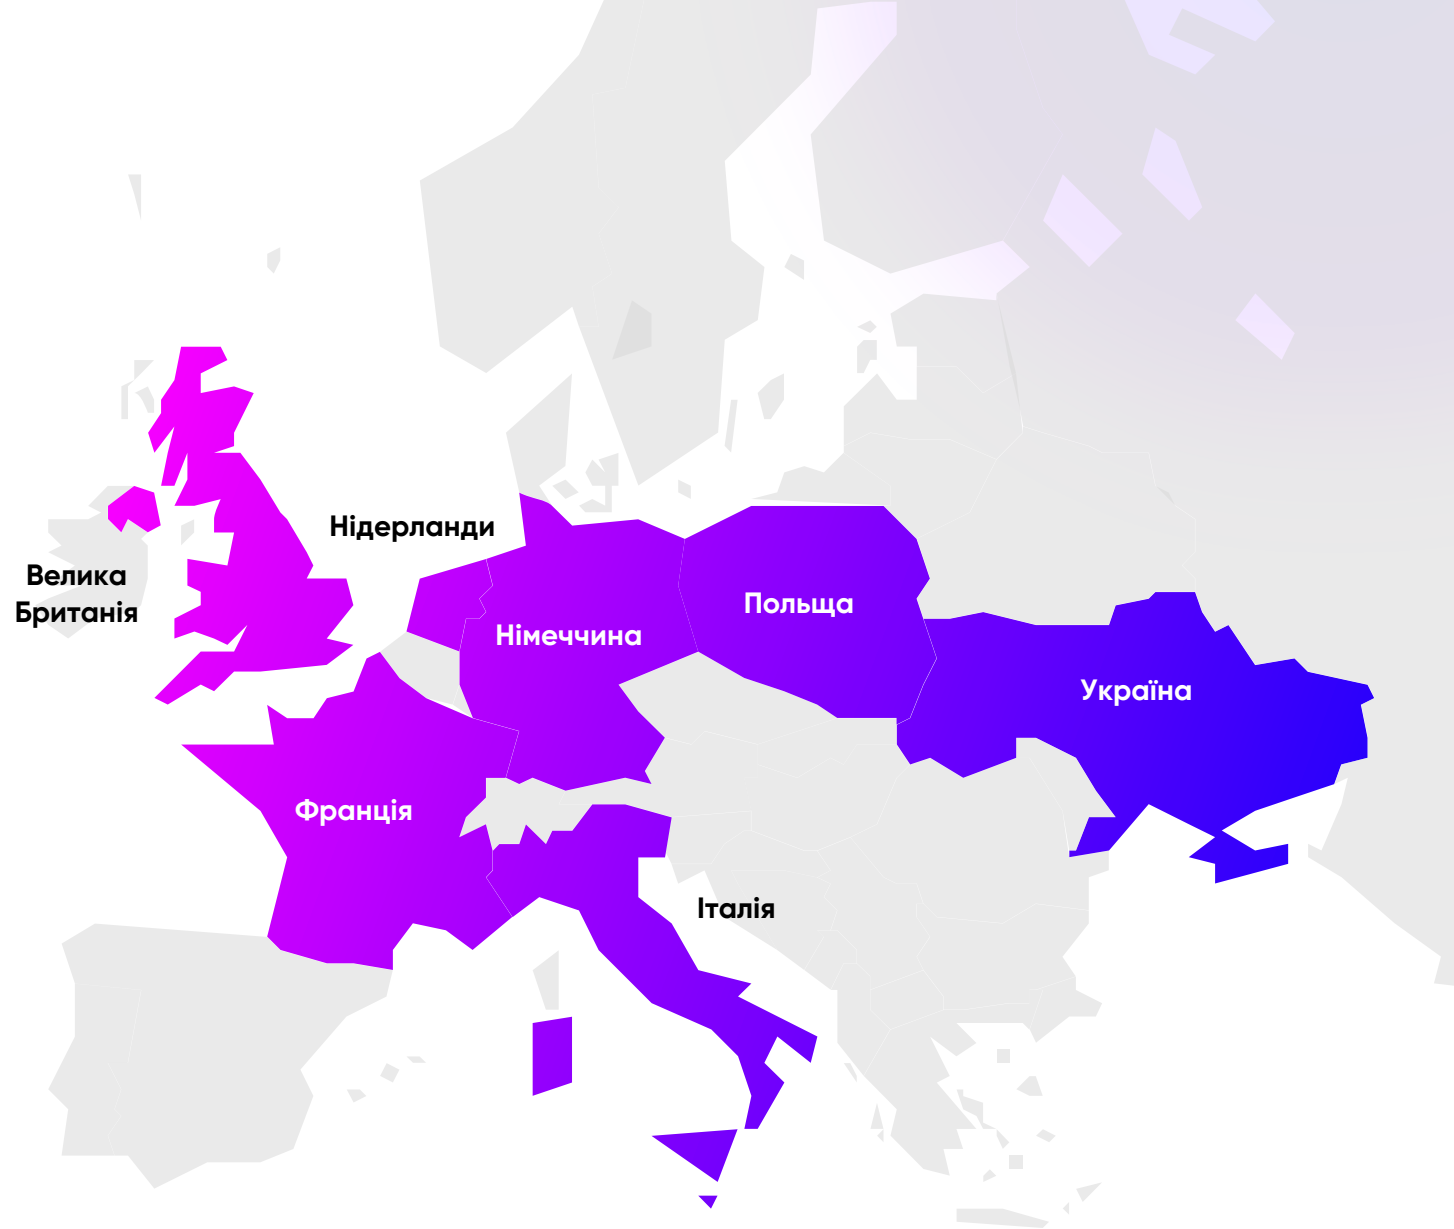 Нідерланди
Велика
Британія
Польща
Німеччина
Україна
Франція
Італія